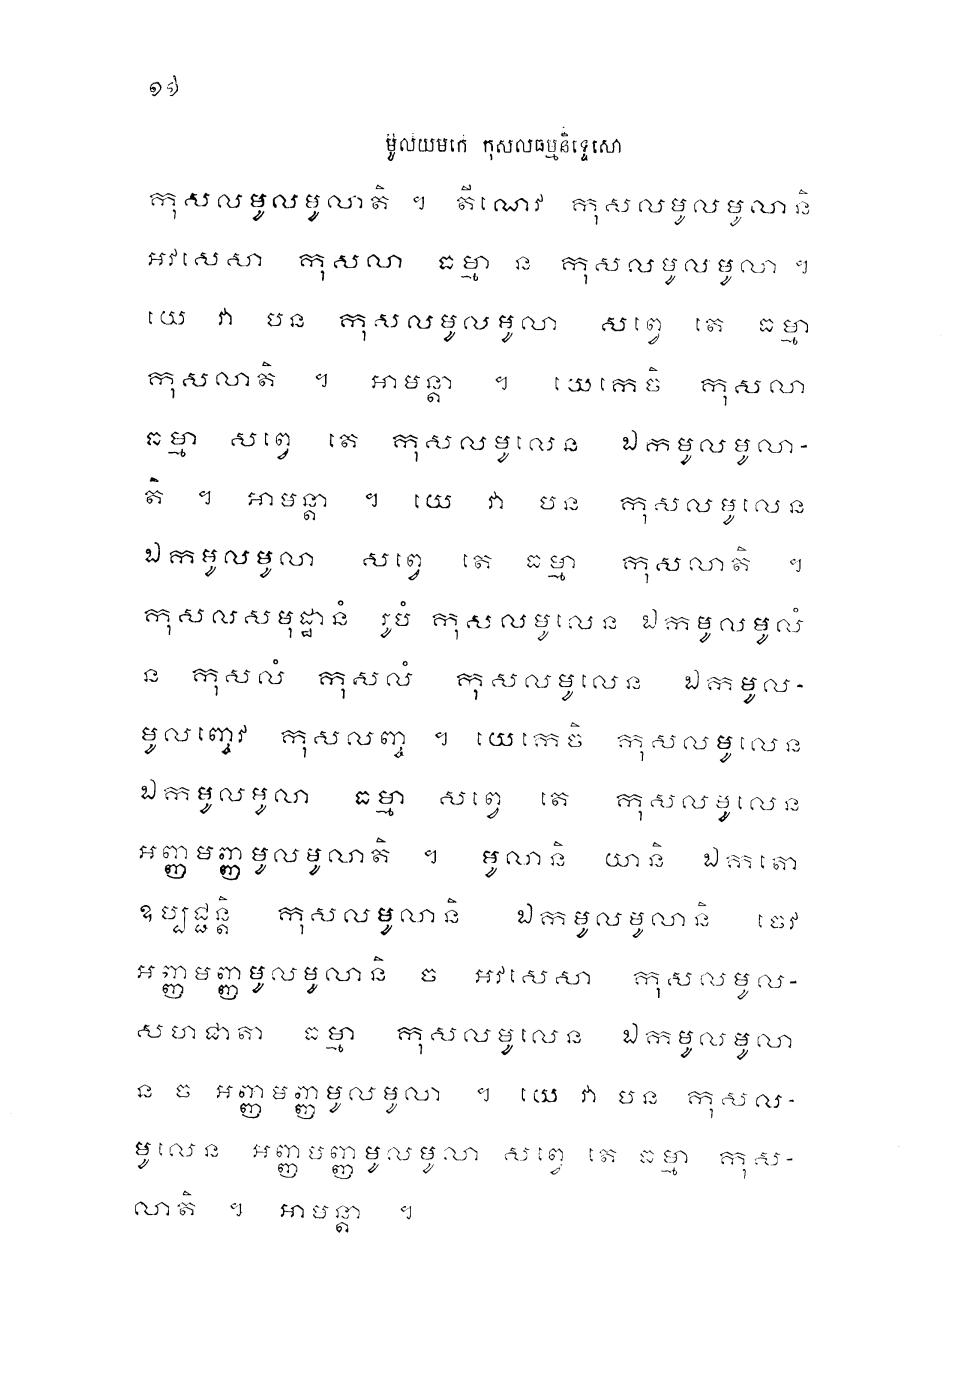 ១៦
ម្ចូលយមកេ កុសលធម្មនិទ្ទេសោ
កុសលមូលមូលាតិ ។ តីណេវ កុសលមូលមូលានិ
អវសេសា កុសលា ធម្មា ន កុសលមូលមូលា ។
យេ វា បន កុសលមូលមូលា សព្វេ តេ ធម្មា
កុសលាតិ ។ អាមន្តា ។ យេកេចិ កុសលា
ធម្មា សព្វេ តេ កុសលមូលេន ឯកមូលមូលា-
តិ ។ អាមន្តា ។ យេ វា បន កុសលមូលេន
ឯកមូលមូលា សព្វេ តេ ធម្មា កុសលាតិ ។
កុសលសមុដ្ឋានំ រូបំ កុសលមូលេន ឯកមូលមូលំ
ន កុសលំ កុសលំ កុសលមូលេន ឯកមូល-
មូលញ្ចេវ កុសលញ្ច ។ យេកេចិ កុសលមូលេន
ឯកមូលមូលា ធម្មា សព្វេ តេ កុសលមូលេន
អញ្ញមញ្ញមូលមូលាតិ ។ មូលានិ យានិ ឯកតោ
ឧប្បជ្ជន្តិ កុសលមូលានិ ឯកមូលមូលានិ ចេវ
អញ្ញមញ្ញមូលមូលានិ ច អវសេសា កុសលមូល-
សហជាតា ធម្មា កុសលមូលេន ឯកមូលមូលា
ន ច អញ្ញមញ្ញមូលមូលា ។ យេ វា បន កុសល-
មូលេន អញ្ញមញ្ញមូលមូលា សព្វេ តេ ធម្មា កុស-
លាតិ ។ អាមន្តា ។